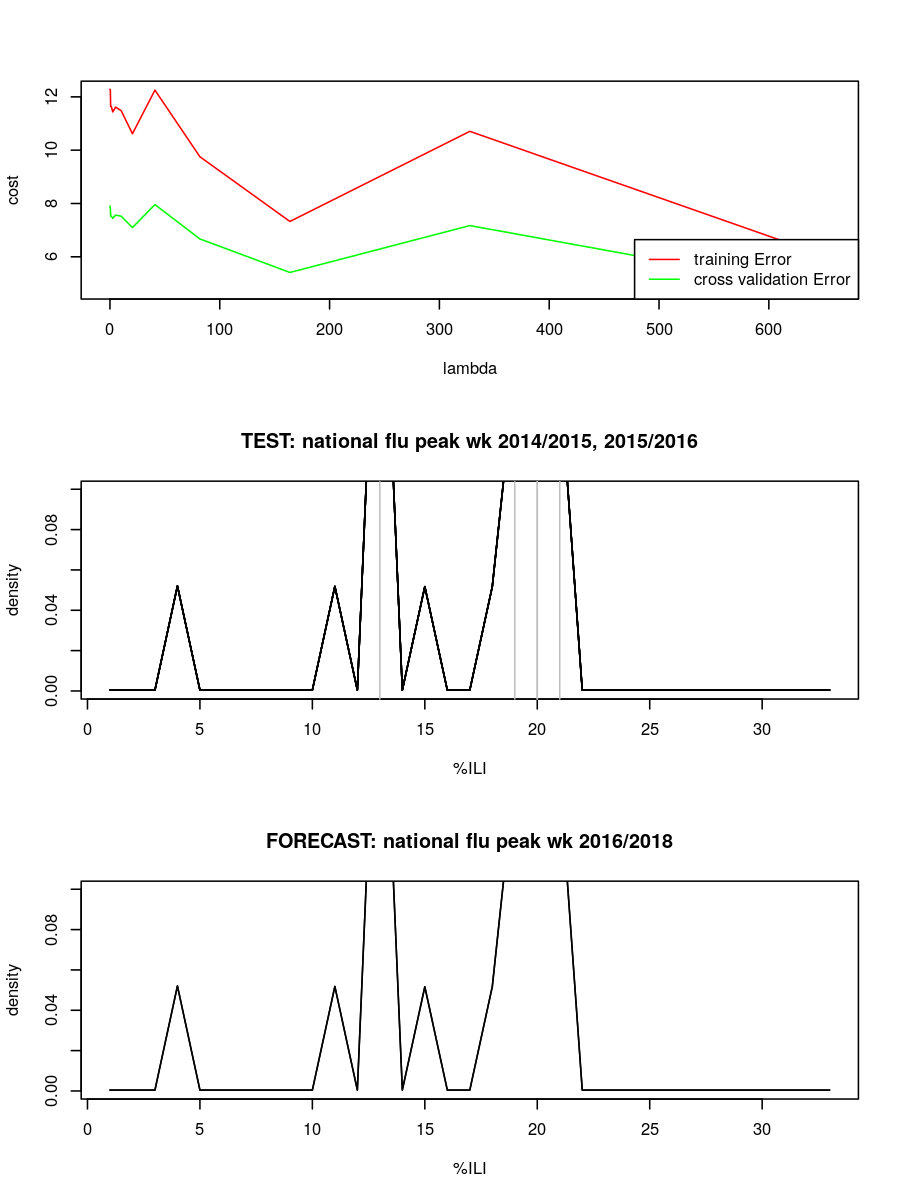 cost
12
10
8
6
training Error
cross validation Error
0 100 200 300 400 500 600
lambda
TEST: national flu peak wk 2014/2015, 2015/2016
density
0.08
0.04
0.00
0 5 10 15 20 25 30
%ILI
FORECAST: national flu peak wk 2016/2018
density
0.08
0.04
0.00
0 5 10 15 20 25 30
%ILI